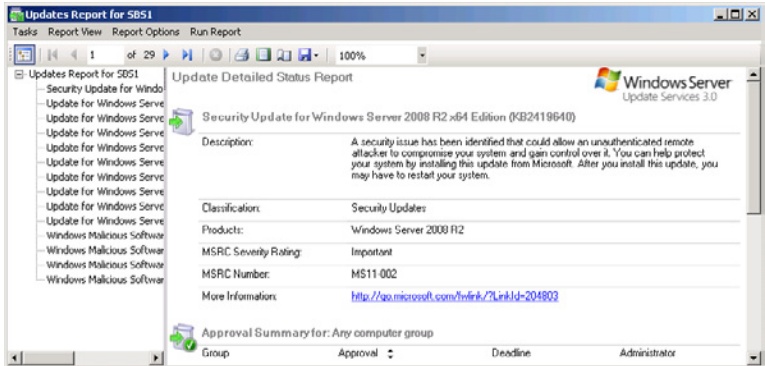 Updates Report for SBS1
Tasks Report View Report Options Run Report
1 of 29 100%
Updates Report for SBS1
Security Update for Windo
Update for Windows Serve
Update for Windows Serve
Update for Windows Serve
Update for Windows Serve
Update for Windows Serve
Update for Windows Serve
Update for Windows Serve
Update for Windows Serve
Update for Windows Serve
Windows Malicious Softwar
Windows Malicious Softwar
Windows Malicious Softwar
Windows Malicious Softwar
Update Detailed Status Report
Windows Server
Update Services 3.0
Security Update for Windows Server 2008 R2 x64 Edition (KB2419640)
Description: A security issue has been identified that could allow an unauthenticated remote
attacker to compromise your system and gain control over it. You can help protect
your system by installing this update from Microsoft. After you install this update, you
may have to restart your system.
Classification: Security Updates
Products: Windows Server 2008 R2
MSRC Severity Rating: Important
MSRC Number: MS11-002
More Information: http://go.microsoft.com/fwlink/?LinkId=204803
Approval Summary for: Any computer group
Group Approval Deadline Administrator